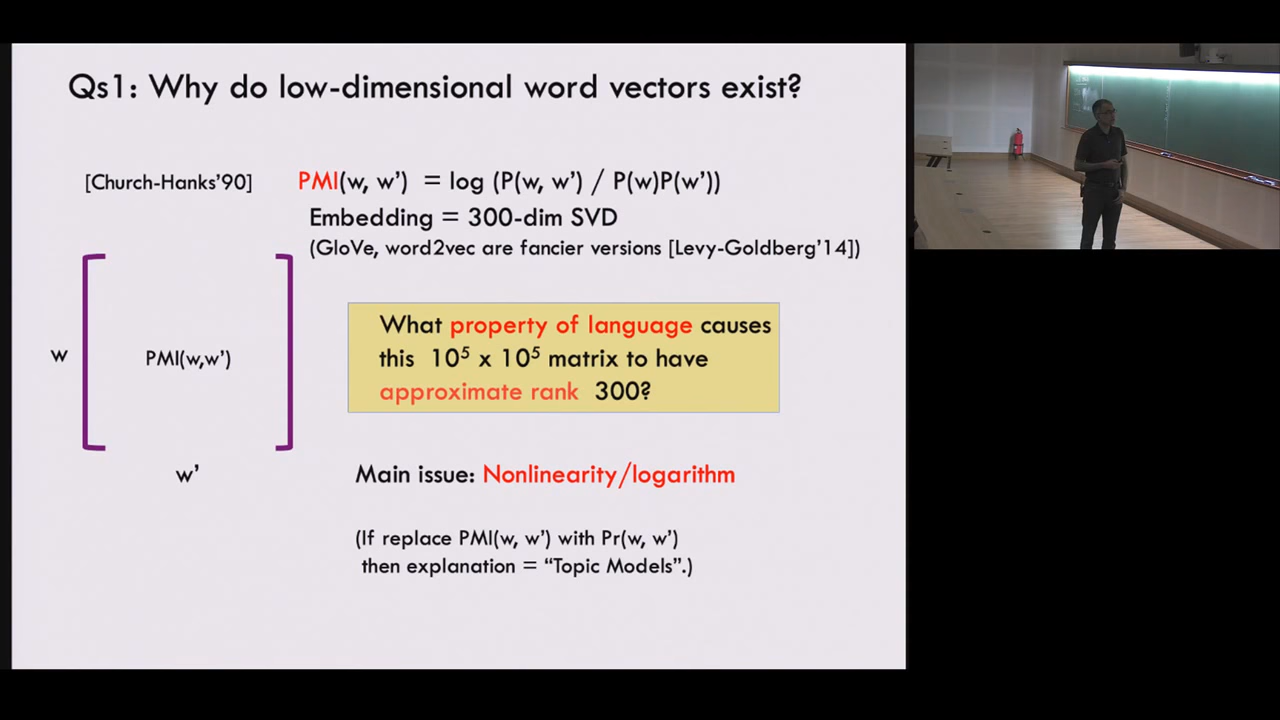 Qs1: Why do low-dimensional word vectors exist?
[Church-Hanks'90] PMI(w, w') = log (P(w, w') / P(w)P(w'))
Embedding = 300-dim SVD
(GloVe, word2vec are fancier versions [Levy-Goldberg'14])
What property of language causes
this 10⁵ x 10⁵ matrix to have
approximate rank 300?
w
PMI(w,w')
w'
Main issue: Nonlinearity/logarithm
(If replace PMI(w, w') with Pr(w, w')
then explanation = “Topic Models”.)